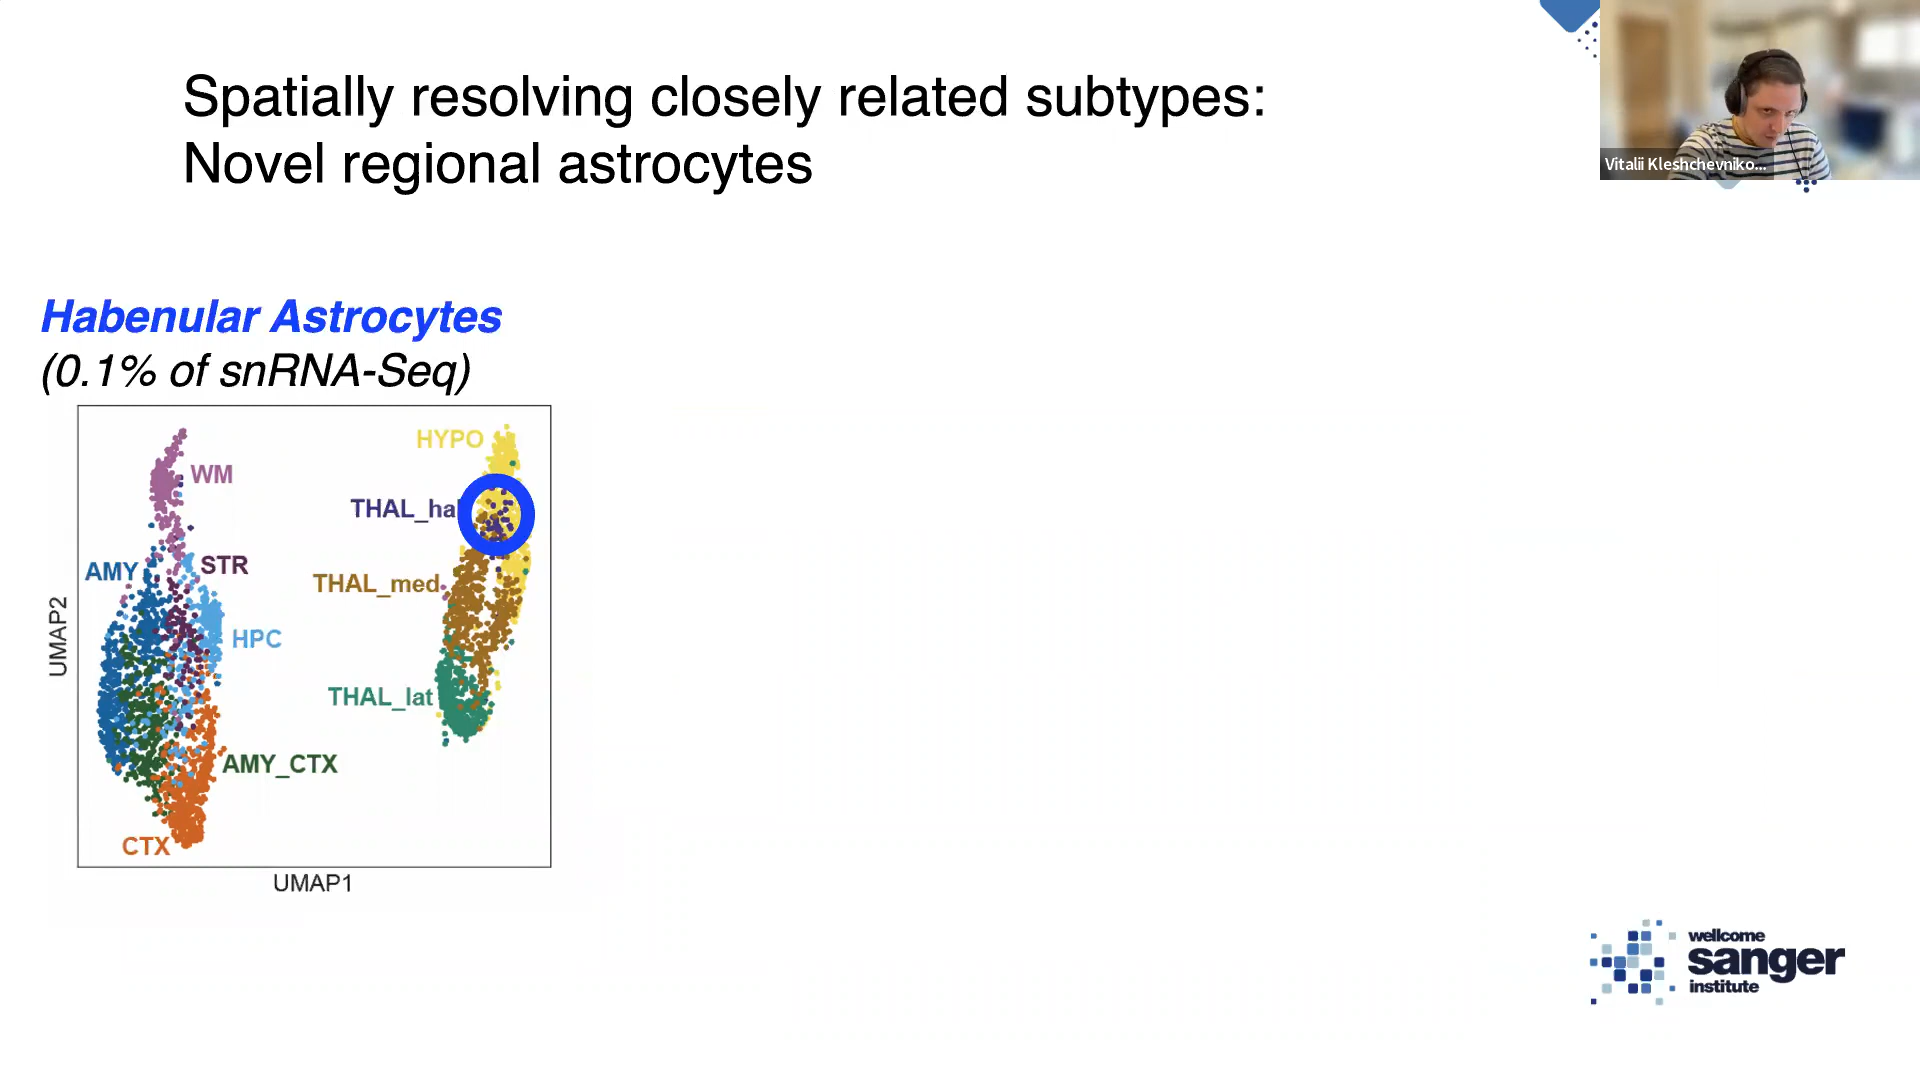 Spatially resolving closely related subtypes:
Novel regional astrocytes
Vitalii Kleshchevniko...
Habenular Astrocytes
(0.1% of snRNA-Seq)
HYPO
WM
THAL_ha
AMY
STR
THAL_med
HPC
THAL_lat
AMY_CTX
CTX
UMAP2
UMAP1
wellcome
sanger
institute